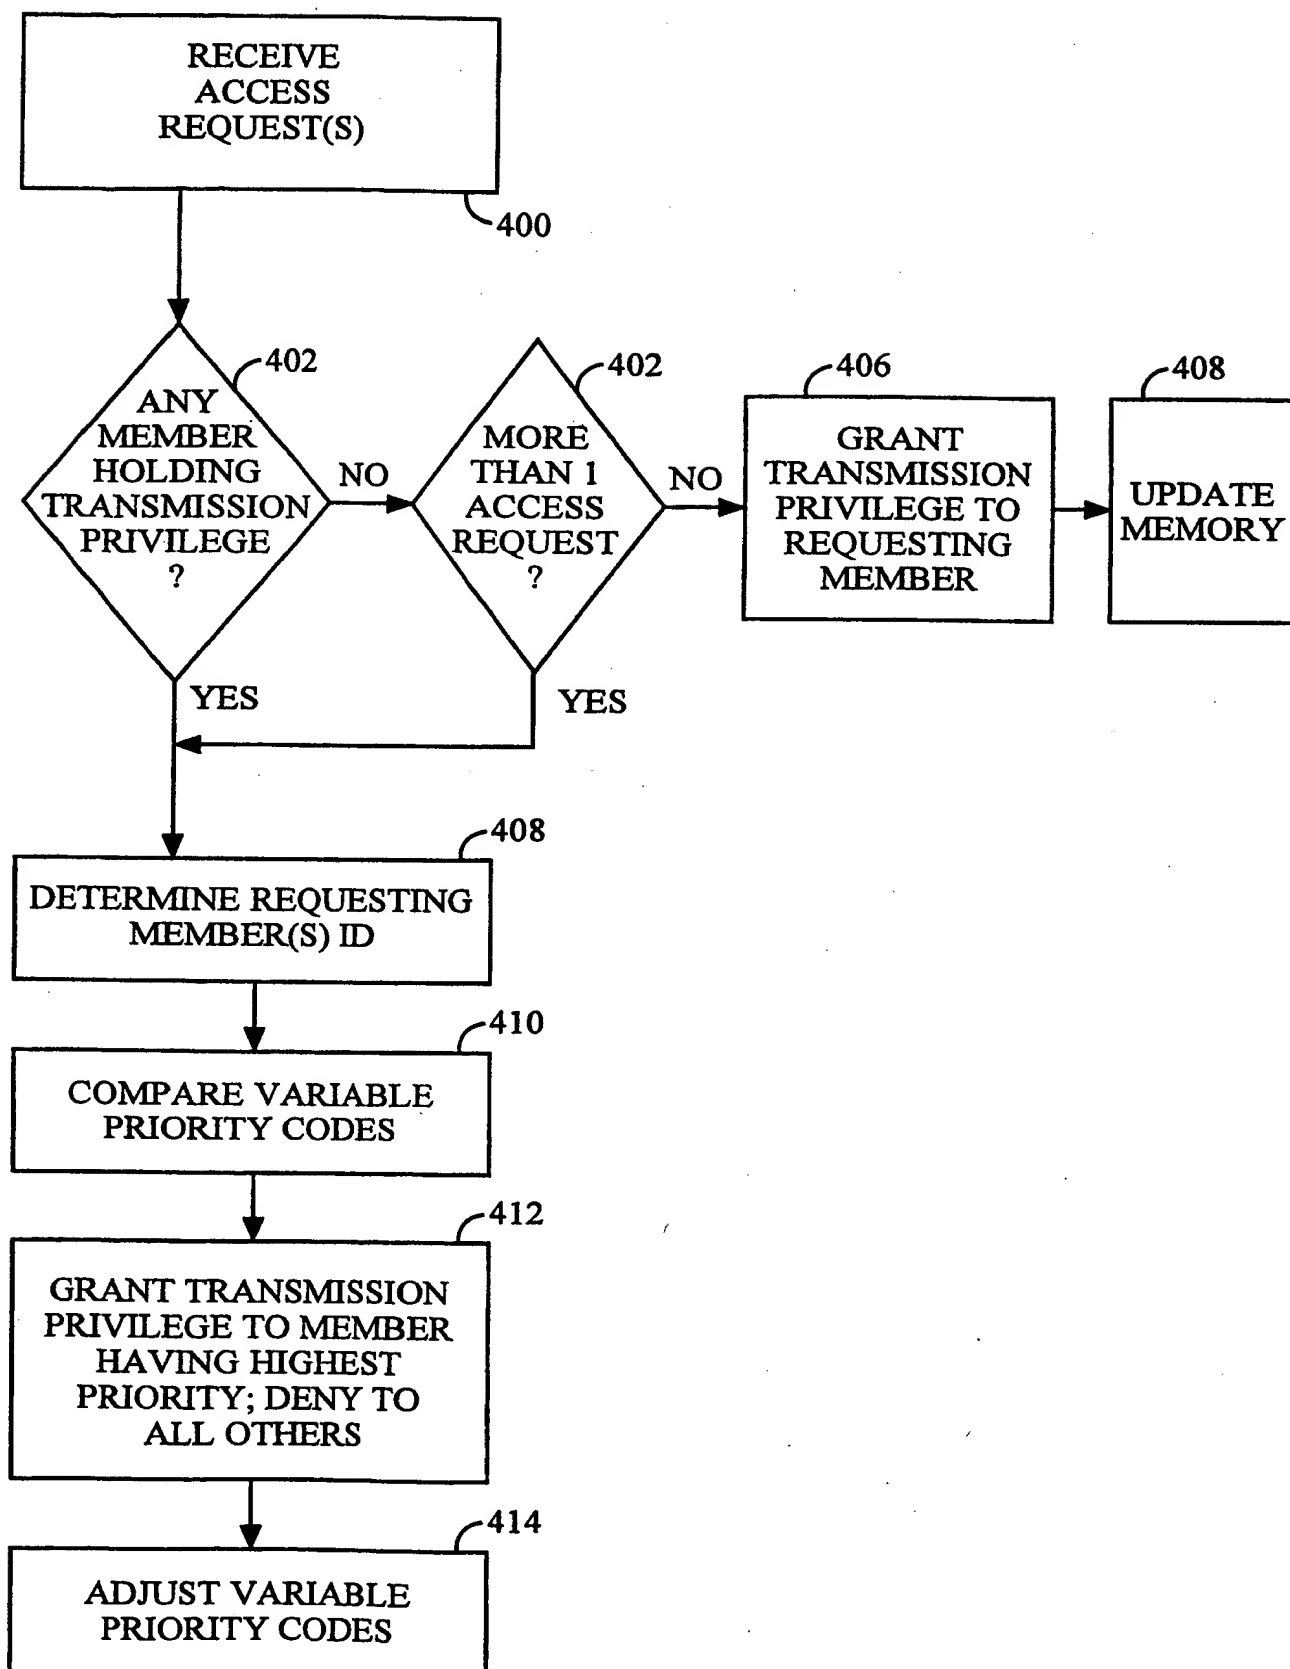 RECEIVE
ACCESS
REQUEST(S)
400
402
ANY
MEMBER
HOLDING
TRANSMISSION
PRIVILEGE
?
NO
YES
402
MORE
THAN 1
ACCESS
REQUEST
?
NO
YES
406
GRANT
TRANSMISSION
PRIVILEGE TO
REQUESTING
MEMBER
408
UPDATE
MEMORY
408
DETERMINE REQUESTING
MEMBER(S) ID
410
COMPARE VARIABLE
PRIORITY CODES
412
GRANT TRANSMISSION
PRIVILEGE TO MEMBER
HAVING HIGHEST
PRIORITY; DENY TO
ALL OTHERS
414
ADJUST VARIABLE
PRIORITY CODES